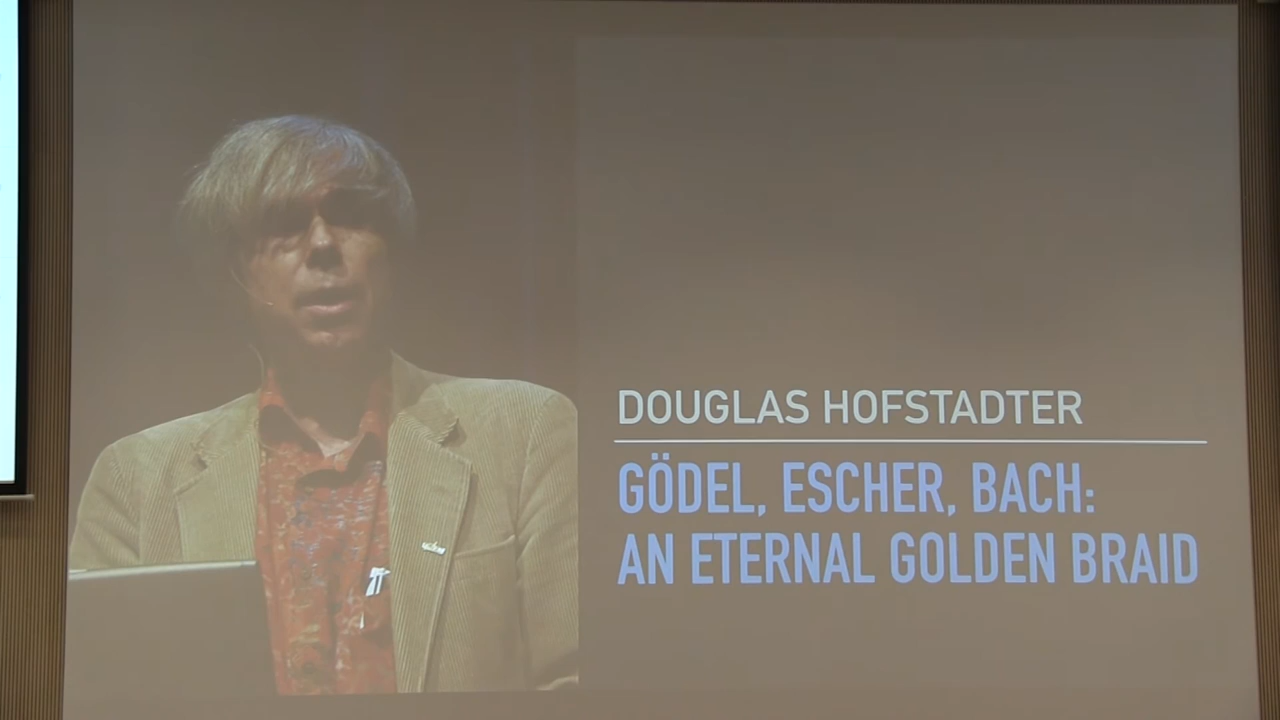 DOUGLAS HOFSTADTER
GÖDEL, ESCHER, BACH:
AN ETERNAL GOLDEN BRAID